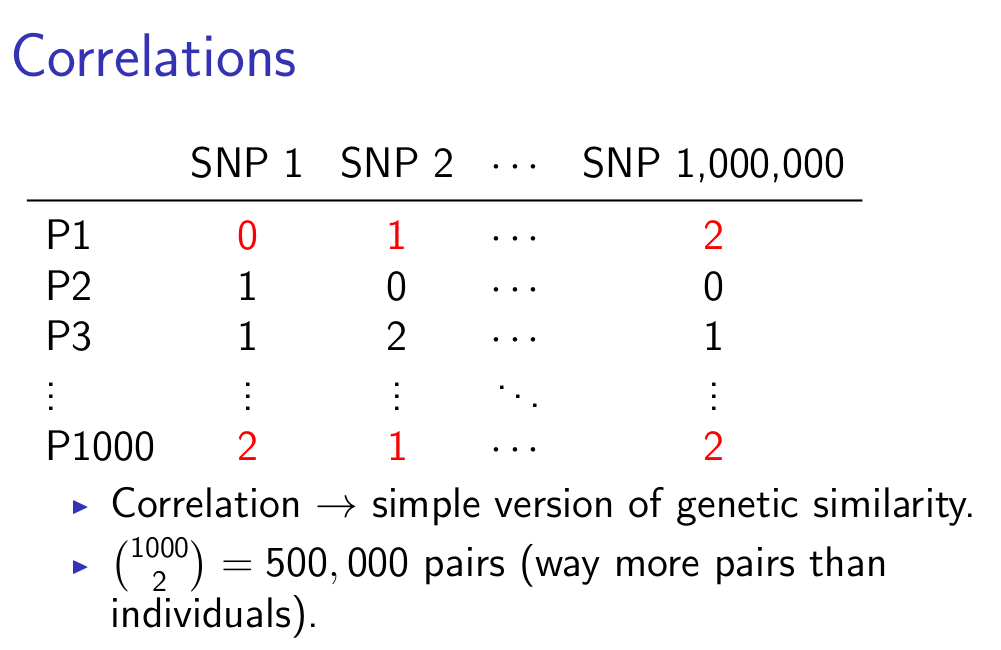 Correlations
SNP 1 SNP 2 ⋯ SNP 1,000,000
P1 0 1 ⋯ 2
P2 1 0 ⋯ 0
P3 1 2 ⋯ 1
⋮ ⋮ ⋮ ⋱ ⋮
P1000 2 1 ⋯ 2
▶ Correlation → simple version of genetic similarity.
▶ (1000 2) = 500,000 pairs (way more pairs than
individuals).